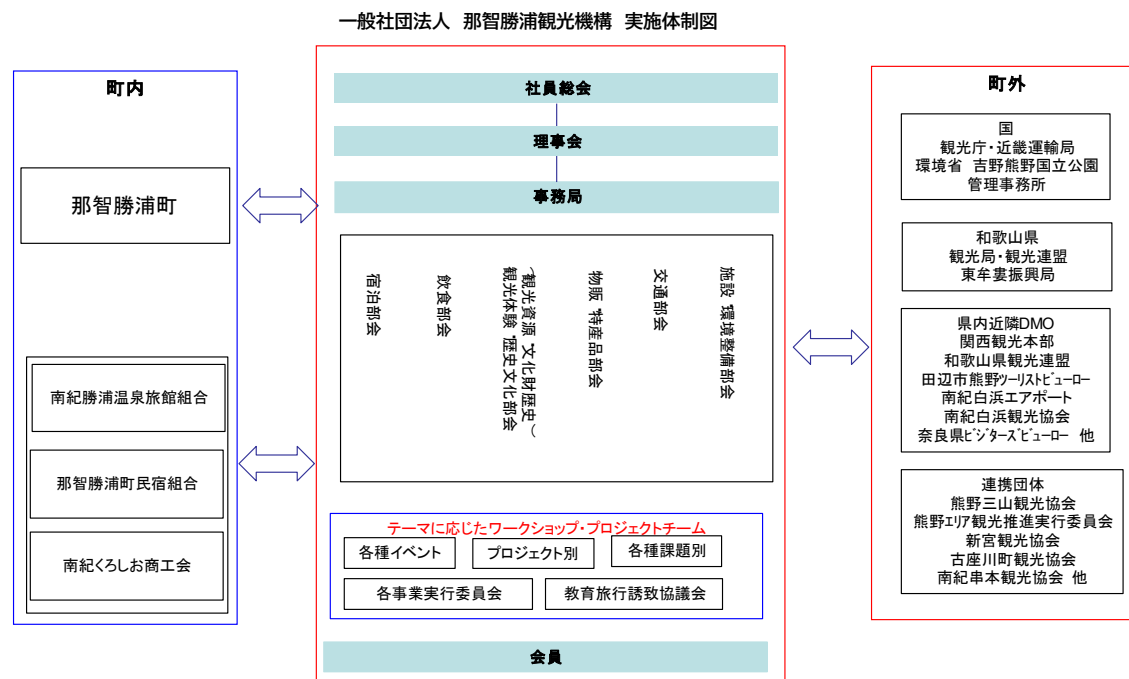 一般社団法人 那智勝浦観光機構 実施体制図
町内
那智勝浦町
南紀勝浦温泉旅館組合
那智勝浦町民宿組合
南紀くろしお商工会
社員総会
理事会
事務局
宿泊部会
飲食部会
観光体験・歴史文化部会
(観光資源・文化財歴史)
物販・特産品部会
交通部会
施設・環境整備部会
テーマに応じたワークショップ・プロジェクトチーム
各種イベント
プロジェクト別
各種課題別
各事業実行委員会
教育旅行誘致協議会
会員
町外
国
観光庁・近畿運輸局
環境省 吉野熊野国立公園
管理事務所
和歌山県
観光局・観光連盟
東牟婁振興局
県内近隣DMO
関西観光本部
和歌山県観光連盟
田辺市熊野ツーリストビューロー
南紀白浜エアポート
南紀白浜観光協会
奈良県ビジターズビューロー 他
連携団体
熊野三山観光協会
熊野エリア観光推進実行委員会
新宮観光協会
古座川町観光協会
南紀串本観光協会 他